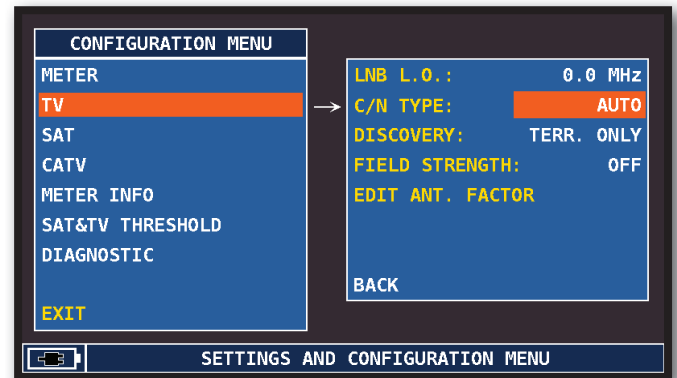 CONFIGURATION MENU
METER
TV
SAT
CATV
METER INFO
SAT&TV THRESHOLD
DIAGNOSTIC
EXIT
LNB L.O.: 0.0 MHz
C/N TYPE: AUTO
DISCOVERY: TERR. ONLY
FIELD STRENGTH: OFF
EDIT ANT. FACTOR
BACK
SETTINGS AND CONFIGURATION MENU